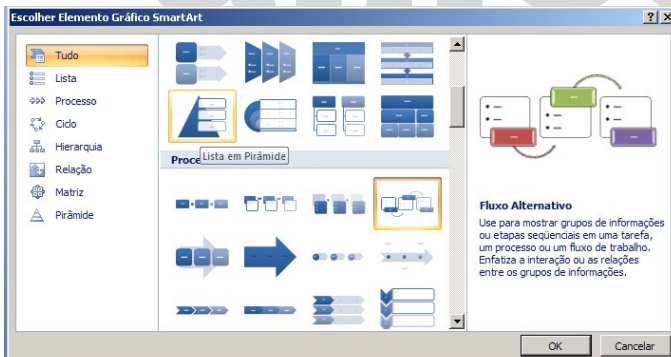 Escolher Elemento Gráfico SmartArt
Tudo
Lista
Processo
Ciclo
Hierarquia
Relação
Matriz
Pirâmide
Lista em Pirâmide
Proce
Fluxo Alternativo
Use para mostrar grupos de informações
ou etapas seqüenciais em uma tarefa,
um processo ou um fluxo de trabalho.
Enfatiza a interação ou as relações
entre os grupos de informações.
OK
Cancelar